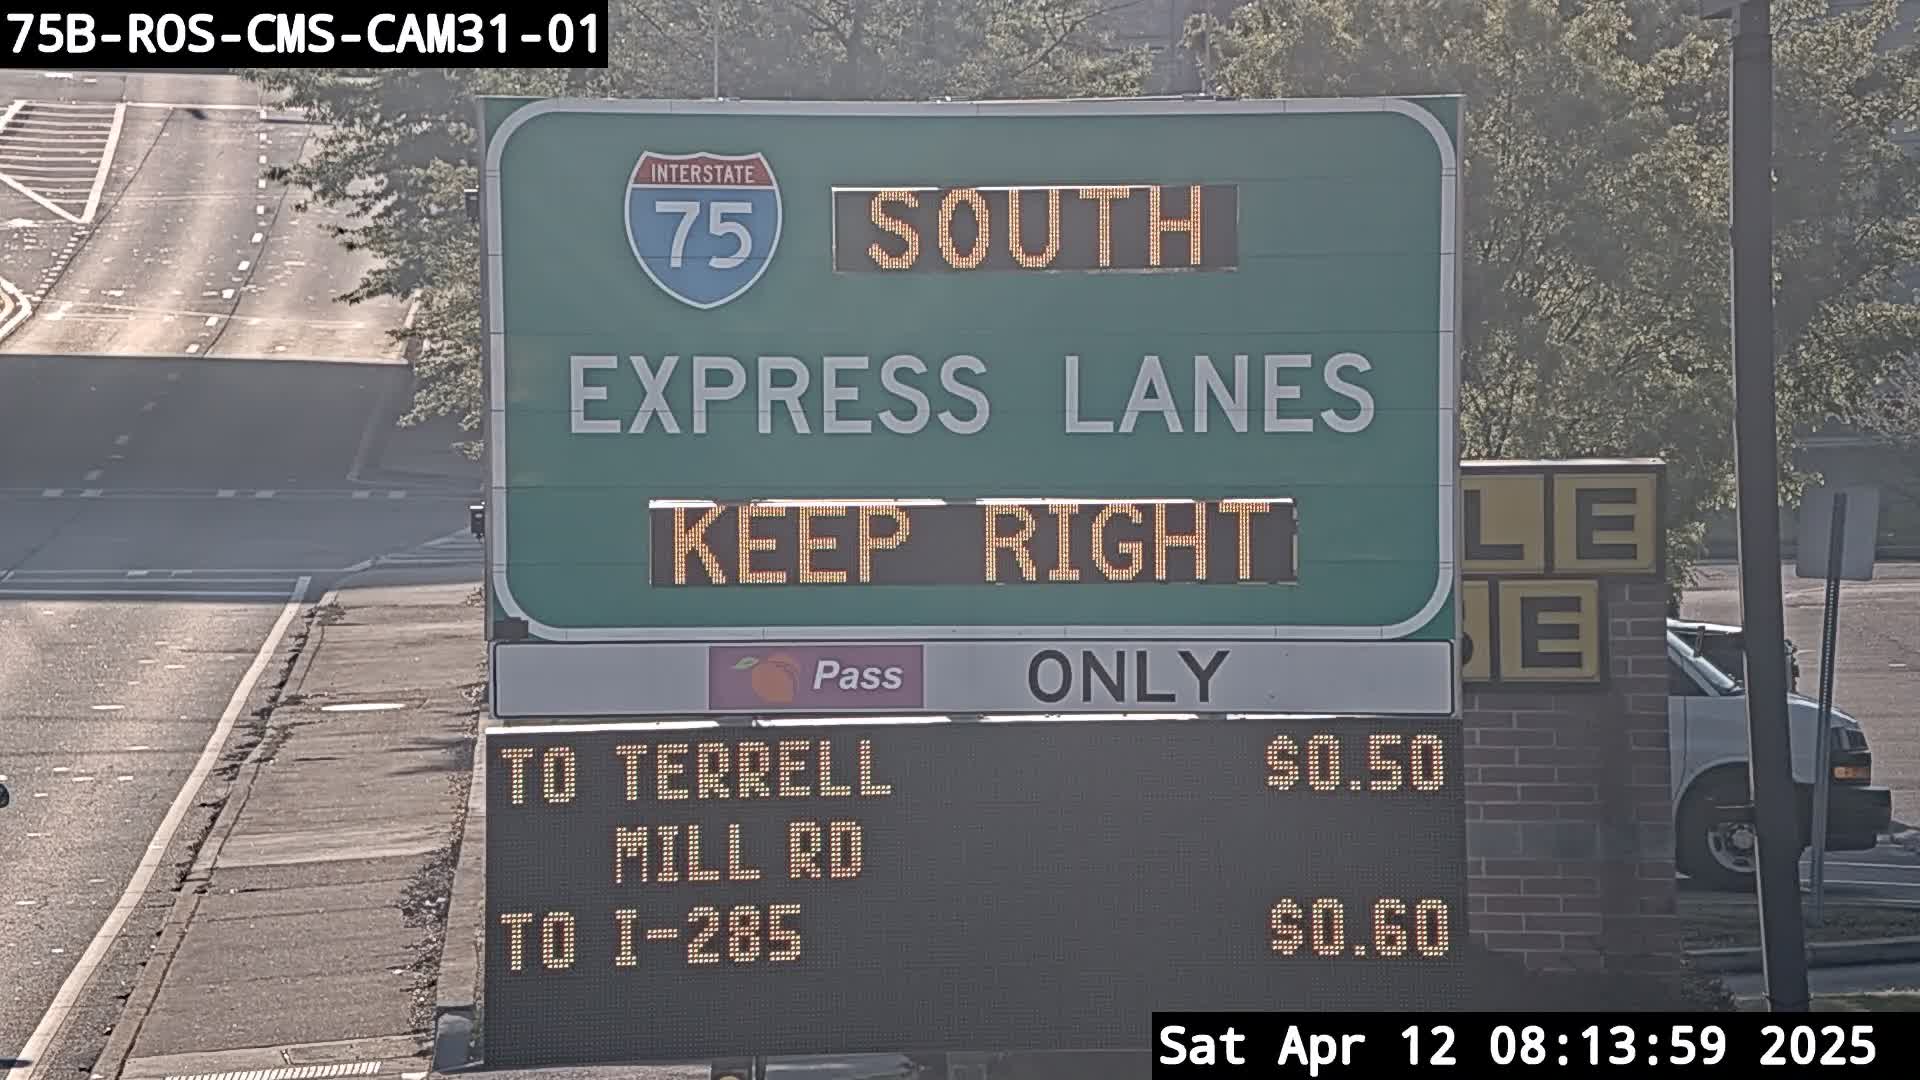 75B-ROS-CMS-CAM31-01
INTERSTATE
75
SOUTH
EXPRESS LANES
KEEP RIGHT
Pass ONLY
TO TERRELL $0.50
MILL RD
TO I-285 $0.60
LE
E
Sat Apr 12 08:13:59 2025